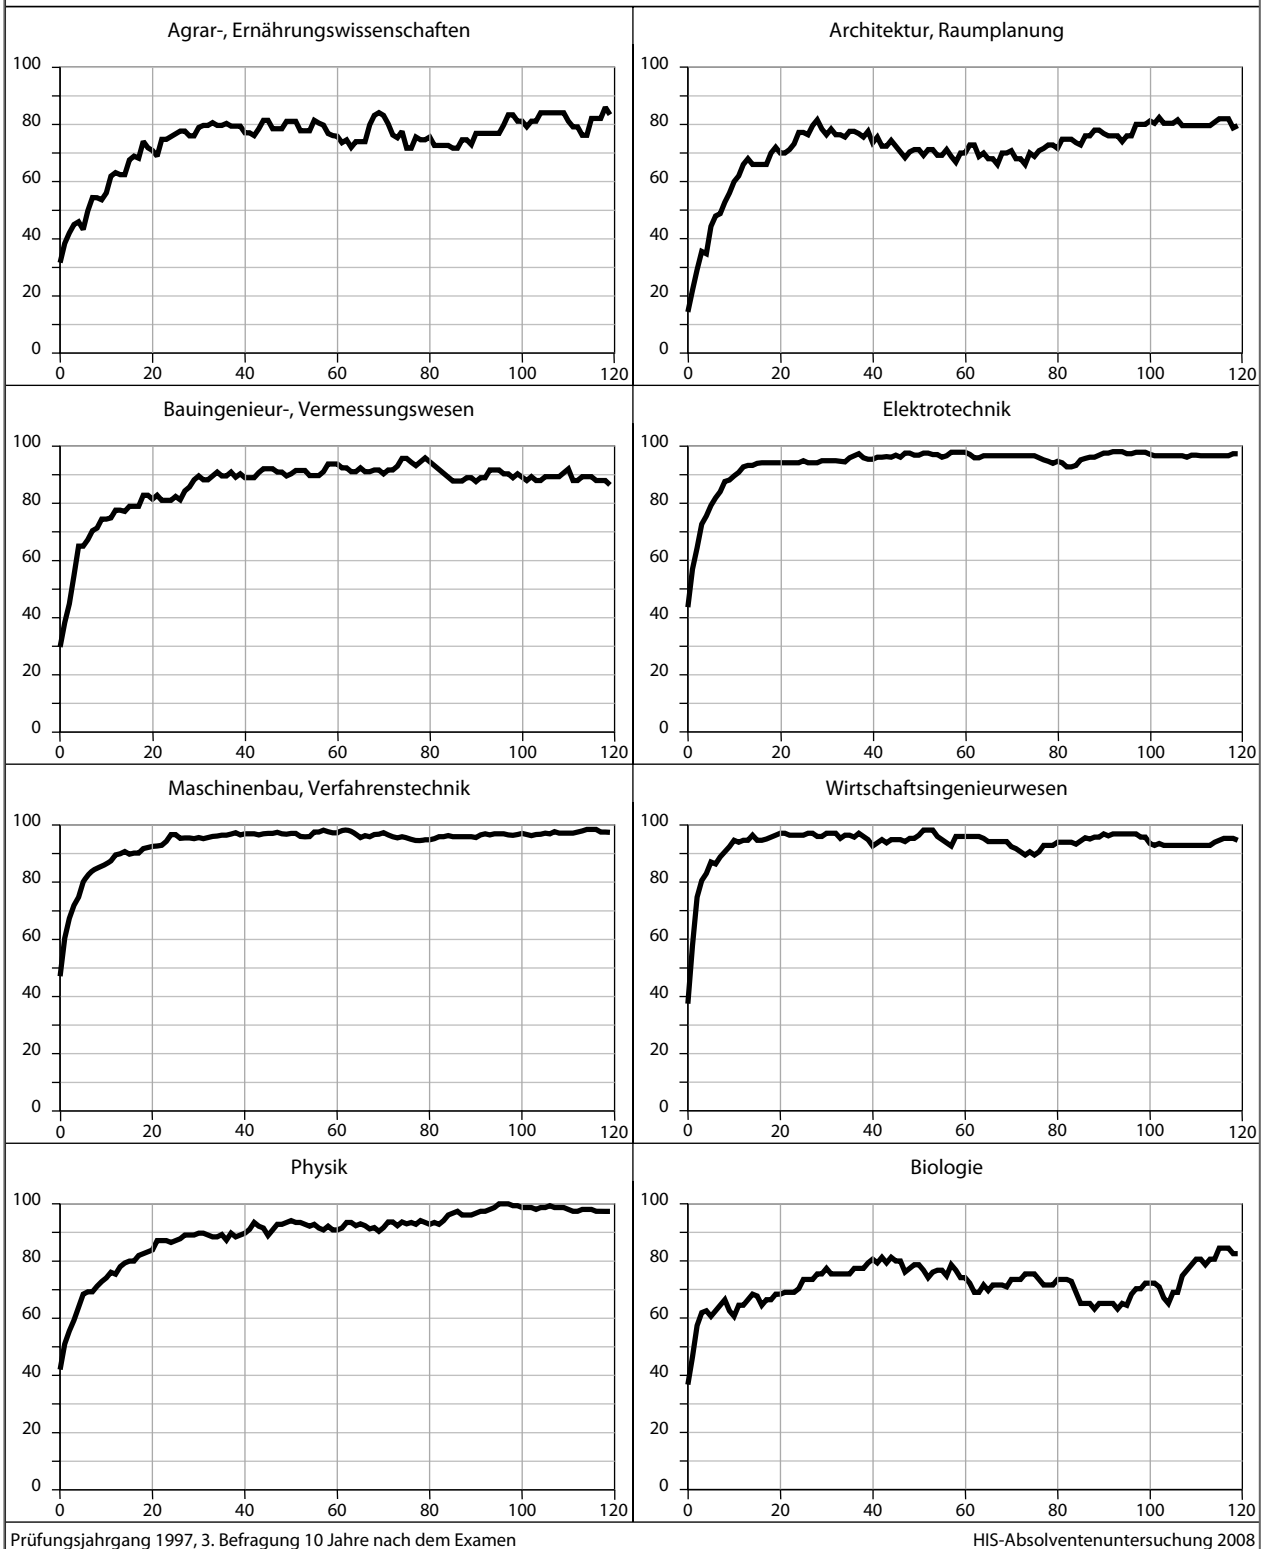 Agrar-, Ernährungswissenschaften
100
80
60
40
20
0
0 20 40 60 80 100 120
Architektur, Raumplanung
100
80
60
40
20
0
0 20 40 60 80 100 120
Bauingenieur-, Vermessungswesen
100
80
60
40
20
0
0 20 40 60 80 100 120
Elektrotechnik
100
80
60
40
20
0
0 20 40 60 80 100 120
Maschinenbau, Verfahrenstechnik
100
80
60
40
20
0
0 20 40 60 80 100 120
Wirtschaftsingenieurwesen
100
80
60
40
20
0
0 20 40 60 80 100 120
Physik
100
80
60
40
20
0
0 20 40 60 80 100 120
Biologie
100
80
60
40
20
0
0 20 40 60 80 100 120
Prüfungsjahrgang 1997, 3. Befragung 10 Jahre nach dem Examen
HIS-Absolventenuntersuchung 2008